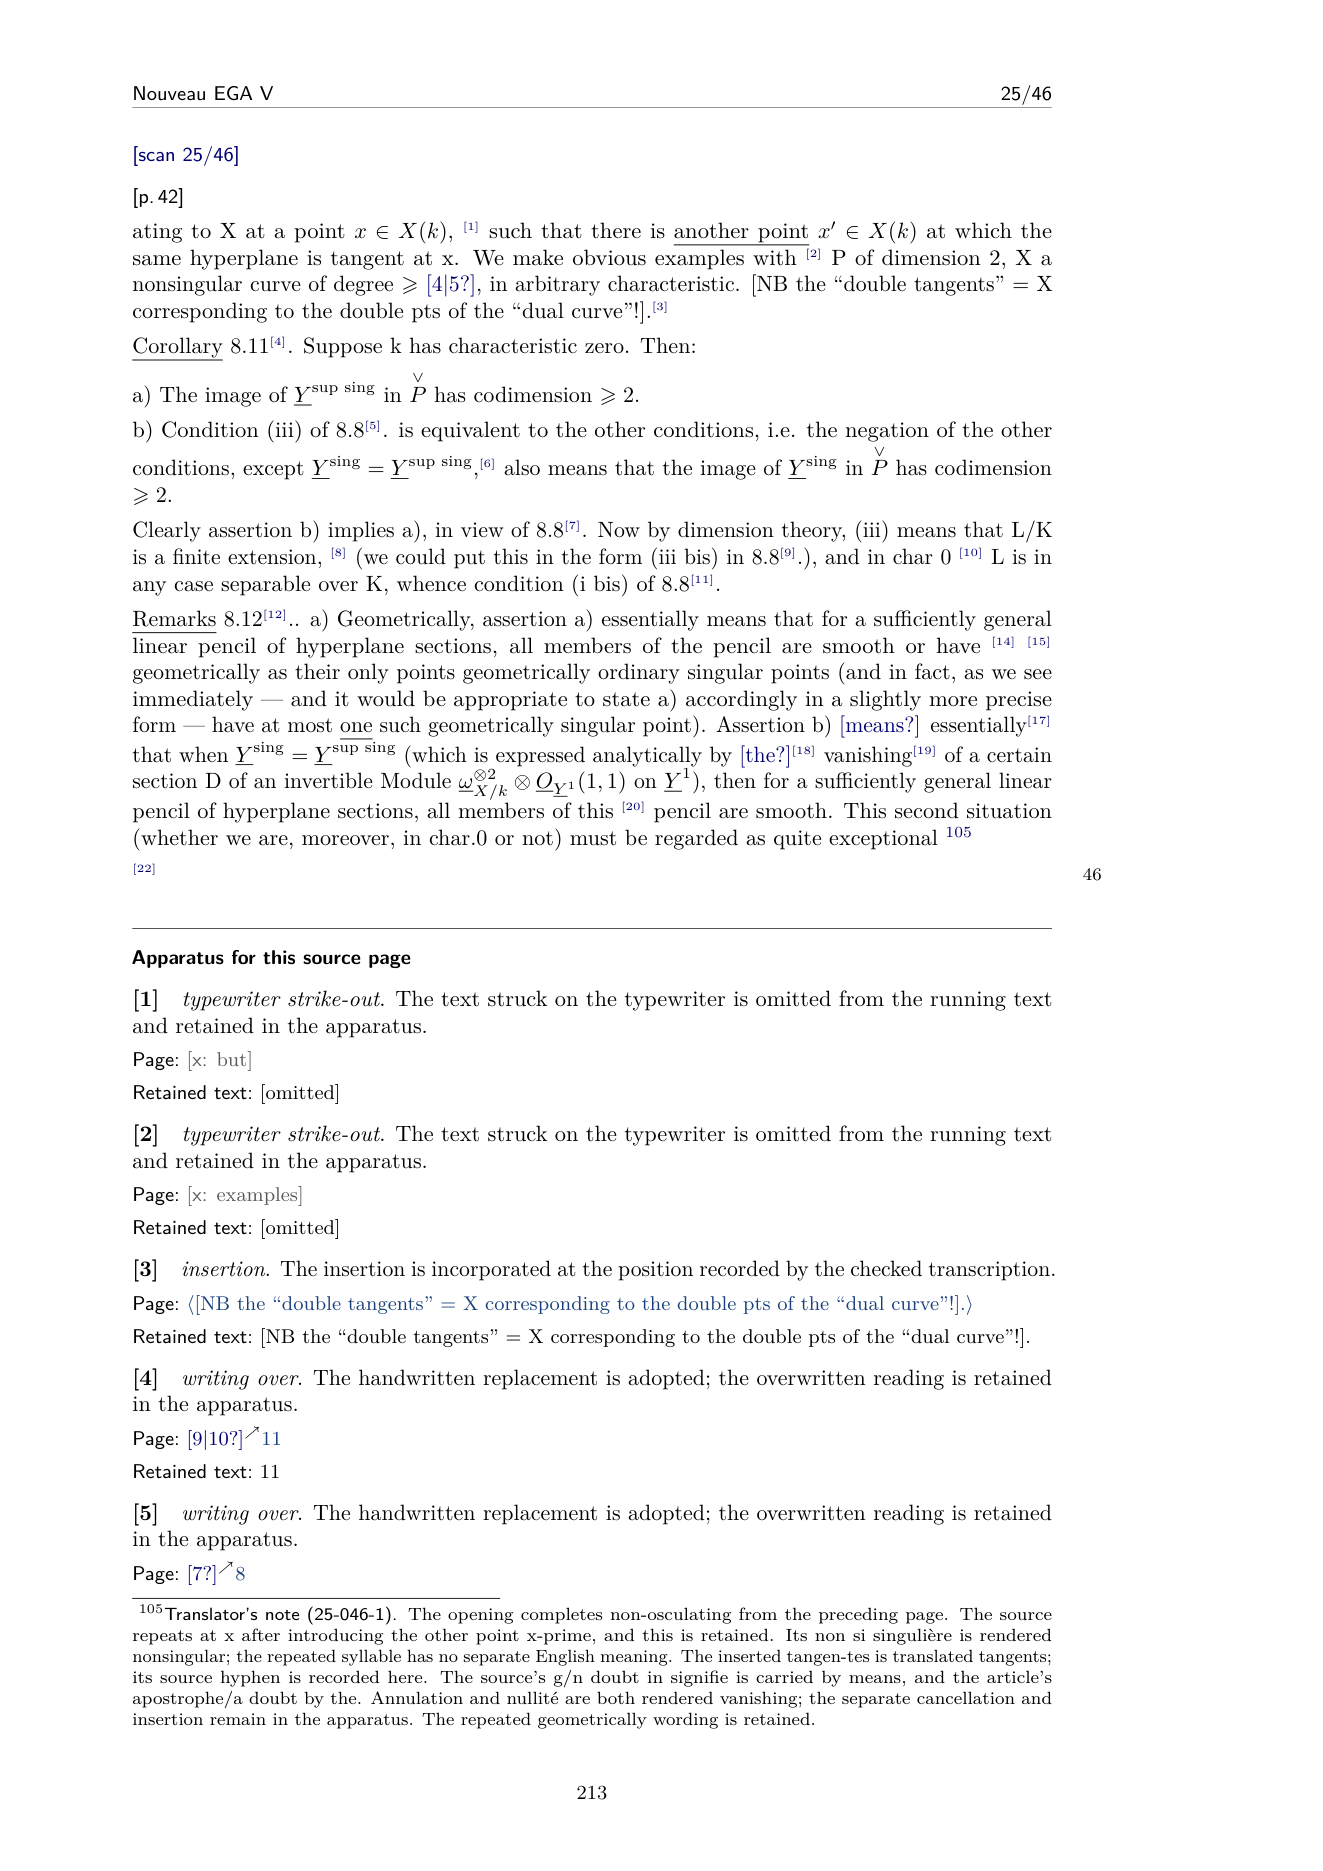 Nouveau EGA V 25/46
[scan 25/46]
[p. 42]
ating to X at a point x ∈ X(k), [1] such that there is another point x′ ∈ X(k) at which the
same hyperplane is tangent at x. We make obvious examples with [2] P of dimension 2, X a
nonsingular curve of degree ⩾ [4|5?], in arbitrary characteristic. [NB the “double tangents” = X
corresponding to the double pts of the “dual curve”!].[3]
Corollary 8.11[4]. Suppose k has characteristic zero. Then:
a) The image of Y^{sup sing} in P^∨ has codimension ⩾ 2.
b) Condition (iii) of 8.8[5]. is equivalent to the other conditions, i.e. the negation of the other
conditions, except Y^{sing} = Y^{sup sing},[6] also means that the image of Y^{sing} in P^∨ has codimension
⩾ 2.
Clearly assertion b) implies a), in view of 8.8[7]. Now by dimension theory, (iii) means that L/K
is a finite extension, [8] (we could put this in the form (iii bis) in 8.8[9].), and in char 0 [10] L is in
any case separable over K, whence condition (i bis) of 8.8[11].
Remarks 8.12[12].. a) Geometrically, assertion a) essentially means that for a sufficiently general
linear pencil of hyperplane sections, all members of the pencil are smooth or have [14] [15]
geometrically as their only points geometrically ordinary singular points (and in fact, as we see
immediately — and it would be appropriate to state a) accordingly in a slightly more precise
form — have at most one such geometrically singular point). Assertion b) [means?] essentially[17]
that when Y^{sing} = Y^{sup sing} (which is expressed analytically by [the?][18] vanishing[19] of a certain
section D of an invertible Module ω_{X/k}^{⊗2} ⊗ O_{Y^1}(1, 1) on Y^1), then for a sufficiently general linear
pencil of hyperplane sections, all members of this [20] pencil are smooth. This second situation
(whether we are, moreover, in char.0 or not) must be regarded as quite exceptional 105
[22] 46
Apparatus for this source page
[1] typewriter strike-out. The text struck on the typewriter is omitted from the running text
and retained in the apparatus.
Page: [x: but]
Retained text: [omitted]
[2] typewriter strike-out. The text struck on the typewriter is omitted from the running text
and retained in the apparatus.
Page: [x: examples]
Retained text: [omitted]
[3] insertion. The insertion is incorporated at the position recorded by the checked transcription.
Page: ⟨[NB the “double tangents” = X corresponding to the double pts of the “dual curve”!].⟩
Retained text: [NB the “double tangents” = X corresponding to the double pts of the “dual curve”!].
[4] writing over. The handwritten replacement is adopted; the overwritten reading is retained
in the apparatus.
Page: [9|10?]↗11
Retained text: 11
[5] writing over. The handwritten replacement is adopted; the overwritten reading is retained
in the apparatus.
Page: [7?]↗8
105Translator’s note (25-046-1). The opening completes non-osculating from the preceding page. The source
repeats at x after introducing the other point x-prime, and this is retained. Its non si singulière is rendered
nonsingular; the repeated syllable has no separate English meaning. The inserted tangen-tes is translated tangents;
its source hyphen is recorded here. The source’s g/n doubt in signifie is carried by means, and the article’s
apostrophe/a doubt by the. Annulation and nullité are both rendered vanishing; the separate cancellation and
insertion remain in the apparatus. The repeated geometrically wording is retained.
213